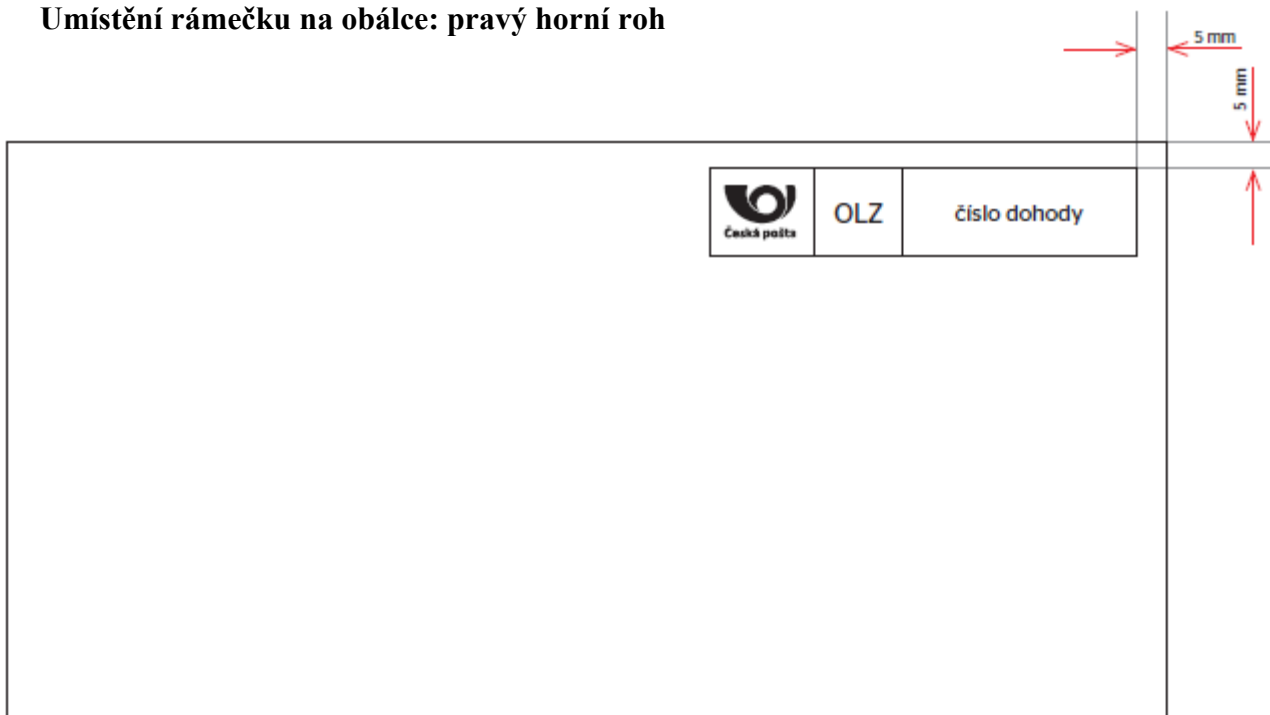 Umístění rámečku na obálce: pravý horní roh
5 mm
5 mm
Česká pošta
OLZ
číslo dohody